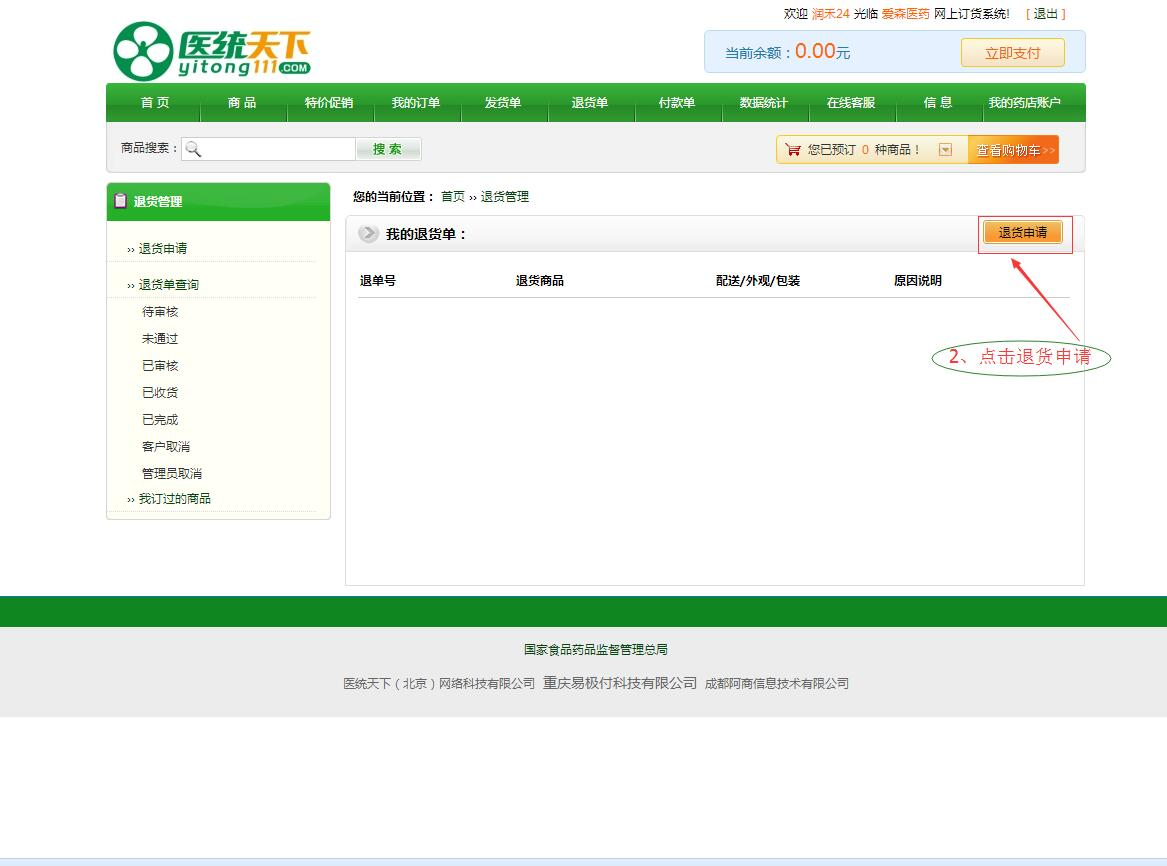 欢迎 润禾24 光临 爱森医药 网上订货系统! [ 退出 ]
医统天下
yitong111.COM
当前余额：0.00元
立即支付
首 页
商 品
特价促销
我的订单
发货单
退货单
付款单
数据统计
在线客服
信 息
我的药店账户
商品搜索：
搜 索
您已预订 0 种商品！
查看购物车>>
退货管理
›› 退货申请
›› 退货单查询
待审核
未通过
已审核
已收货
已完成
客户取消
管理员取消
›› 我订过的商品
您的当前位置： 首页 ›› 退货管理
我的退货单：
退货申请
退单号 退货商品 配送/外观/包装 原因说明
2、点击退货申请
国家食品药品监督管理总局
医统天下（北京）网络科技有限公司 重庆易极付科技有限公司 成都阿商信息技术有限公司